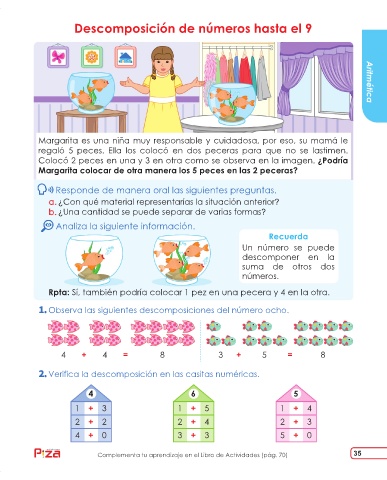 Descomposición de números hasta el 9
Aritmética
Margarita es una niña muy responsable y cuidadosa, por eso, su mamá le
regaló 5 peces. Ella los colocó en dos peceras para que no se lastimen.
Colocó 2 peces en una y 3 en otra como se observa en la imagen. ¿Podría
Margarita colocar de otra manera los 5 peces en las 2 peceras?
Responde de manera oral las siguientes preguntas.
a. ¿Con qué material representarías la situación anterior?
b. ¿Una cantidad se puede separar de varias formas?
Analiza la siguiente información.
Recuerda
Un número se puede
descomponer en la
suma de otros dos
números.
Rpta: Sí, también podría colocar 1 pez en una pecera y 4 en la otra.
1. Observa las siguientes descomposiciones del número ocho.
4 + 4 = 8 3 + 5 = 8
2. Verifica la descomposición en las casitas numéricas.
4 6 5
1 + 3 1 + 5 1 + 4
2 + 2 2 + 4 2 + 3
4 + 0 3 + 3 5 + 0
Complementa tu aprendizaje en el Libro de Actividades (pág. 70) 35